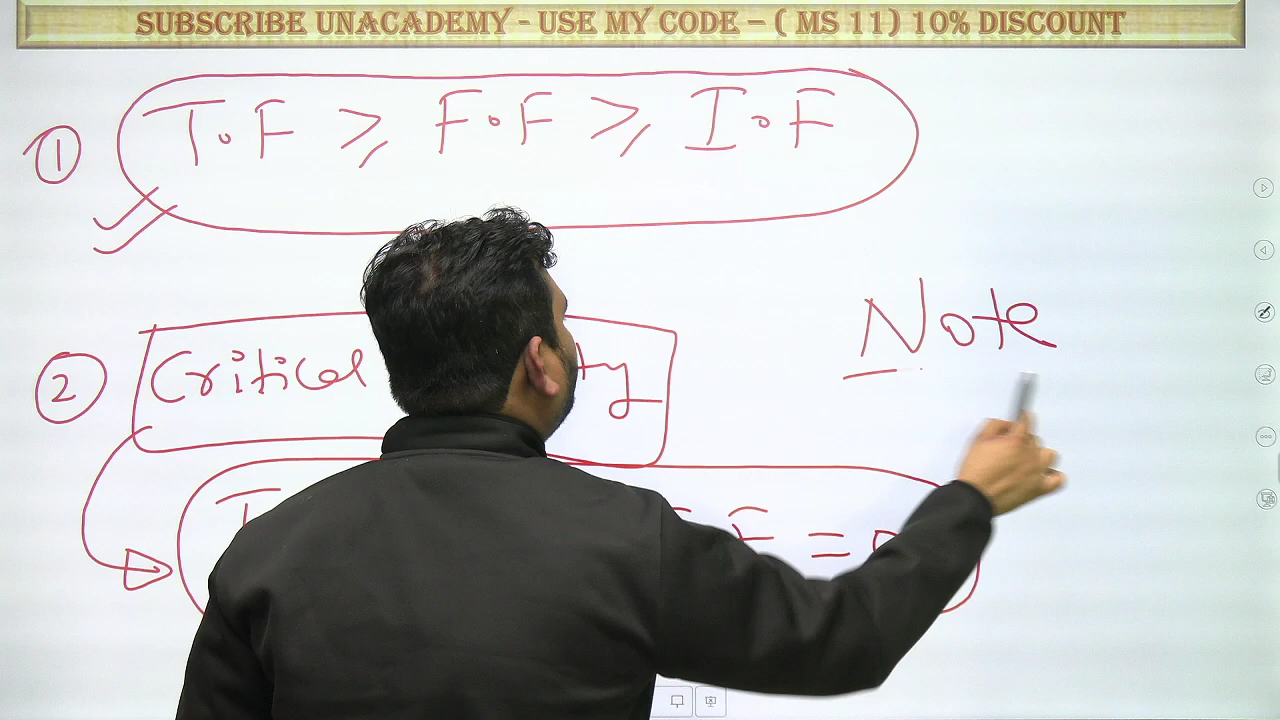 SUBSCRIBE UNACADEMY - USE MY CODE – ( MS 11) 10% DISCOUNT
① T.F ≥ F.F ≥ I.F
② Critical
Note